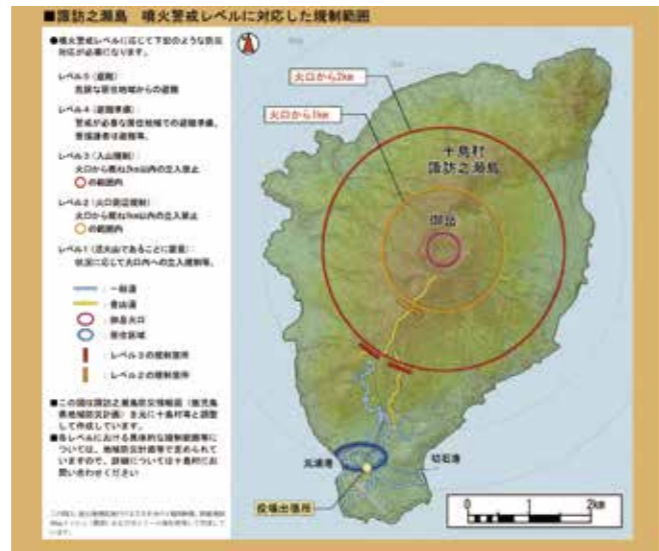 ■諏訪之瀬島 噴火警戒レベルに対応した規制範囲
●噴火警戒レベルに応じて下記のような防災
対応が必要になります。
レベル5（避難）
危険な居住地域からの避難
レベル4（避難準備）
警戒が必要な居住地域での避難準備、
要援護者は避難等。
レベル3（入山規制）
火口から概ね2km以内の立入禁止
の範囲内
レベル2（火口周辺規制）
火口から概ね1km以内の立入禁止
の範囲内
レベル1（活火山であることに留意）
状況に応じて火口内への立入規制等。
：一般道
：登山道
：御岳火口
：居住区域
：レベル3の規制箇所
：レベル2の規制箇所
■この図は諏訪之瀬島防災情報図（鹿児島
県地域防災計画）を元に十島村等と調整
して作成しています。
■各レベルにおける具体的な規制範囲等に
ついては、地域防災計画等で定められて
いますので、詳細については十島村にお
問い合わせください
火口から2km
火口から1km
十島村
諏訪之瀬島
御岳
元浦港
切石港
役場出張所
0 1 2km